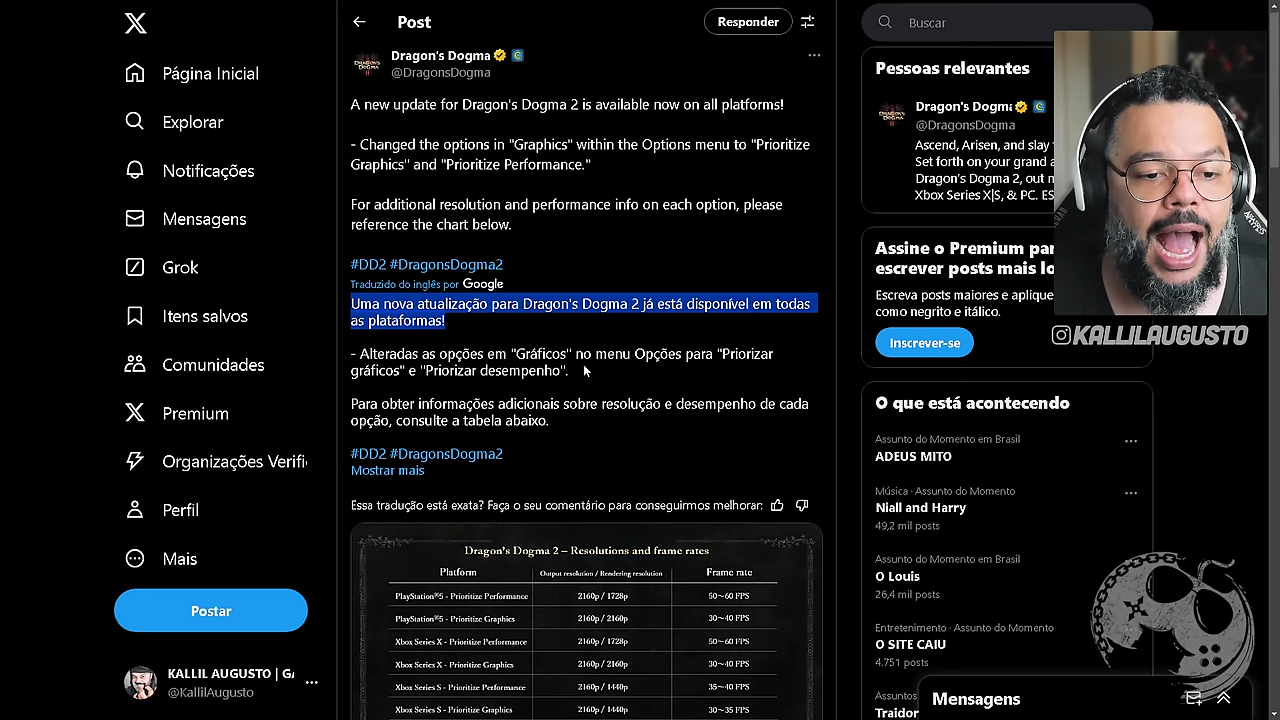 Página Inicial
Explorar
Notificações
Mensagens
Grok
Itens salvos
Comunidades
Premium
Organizações Verifi
Perfil
Mais
Postar
KALLIL AUGUSTO | GA
@KallilAugusto
Post
Responder
Dragon's Dogma
@DragonsDogma
A new update for Dragon's Dogma 2 is available now on all platforms!
- Changed the options in "Graphics" within the Options menu to "Prioritize
Graphics" and "Prioritize Performance."
For additional resolution and performance info on each option, please
reference the chart below.
#DD2 #DragonsDogma2
Traduzido do inglês por Google
Uma nova atualização para Dragon's Dogma 2 já está disponível em todas
as plataformas!
- Alteradas as opções em "Gráficos" no menu Opções para "Priorizar
gráficos" e "Priorizar desempenho".
Para obter informações adicionais sobre resolução e desempenho de cada
opção, consulte a tabela abaixo.
#DD2 #DragonsDogma2
Mostrar mais
Essa tradução está exata? Faça o seu comentário para conseguirmos melhorar:
Dragon's Dogma 2 – Resolutions and frame rates
Platform Output resolution / Rendering resolution Frame rate
PlayStation®5 - Prioritize Performance 2160p / 1728p 50~60 FPS
PlayStation®5 - Prioritize Graphics 2160p / 2160p 30~40 FPS
Xbox Series X - Prioritize Performance 2160p / 1728p 50~60 FPS
Xbox Series X - Prioritize Graphics 2160p / 2160p 30~40 FPS
Xbox Series S - Prioritize Performance 2160p / 1440p 35~40 FPS
Xbox Series S - Prioritize Graphics 2160p / 1440p 30~35 FPS
Buscar
Pessoas relevantes
Dragon's Dogma
@DragonsDogma
Ascend, Arisen, and slay
Set forth on your grand a
Dragon's Dogma 2, out n
Xbox Series X|S, & PC. ES
Assine o Premium par
escrever posts mais lo
Escreva posts maiores e aplique
como negrito e itálico.
Inscrever-se
KALLILAUGUSTO
O que está acontecendo
Assunto do Momento em Brasil
ADEUS MITO
Música · Assunto do Momento
Niall and Harry
49,2 mil posts
Assunto do Momento em Brasil
O Louis
26,4 mil posts
Entretenimento · Assunto do Momento
O SITE CAIU
4.751 posts
Assuntos
Traidor
Mensagens